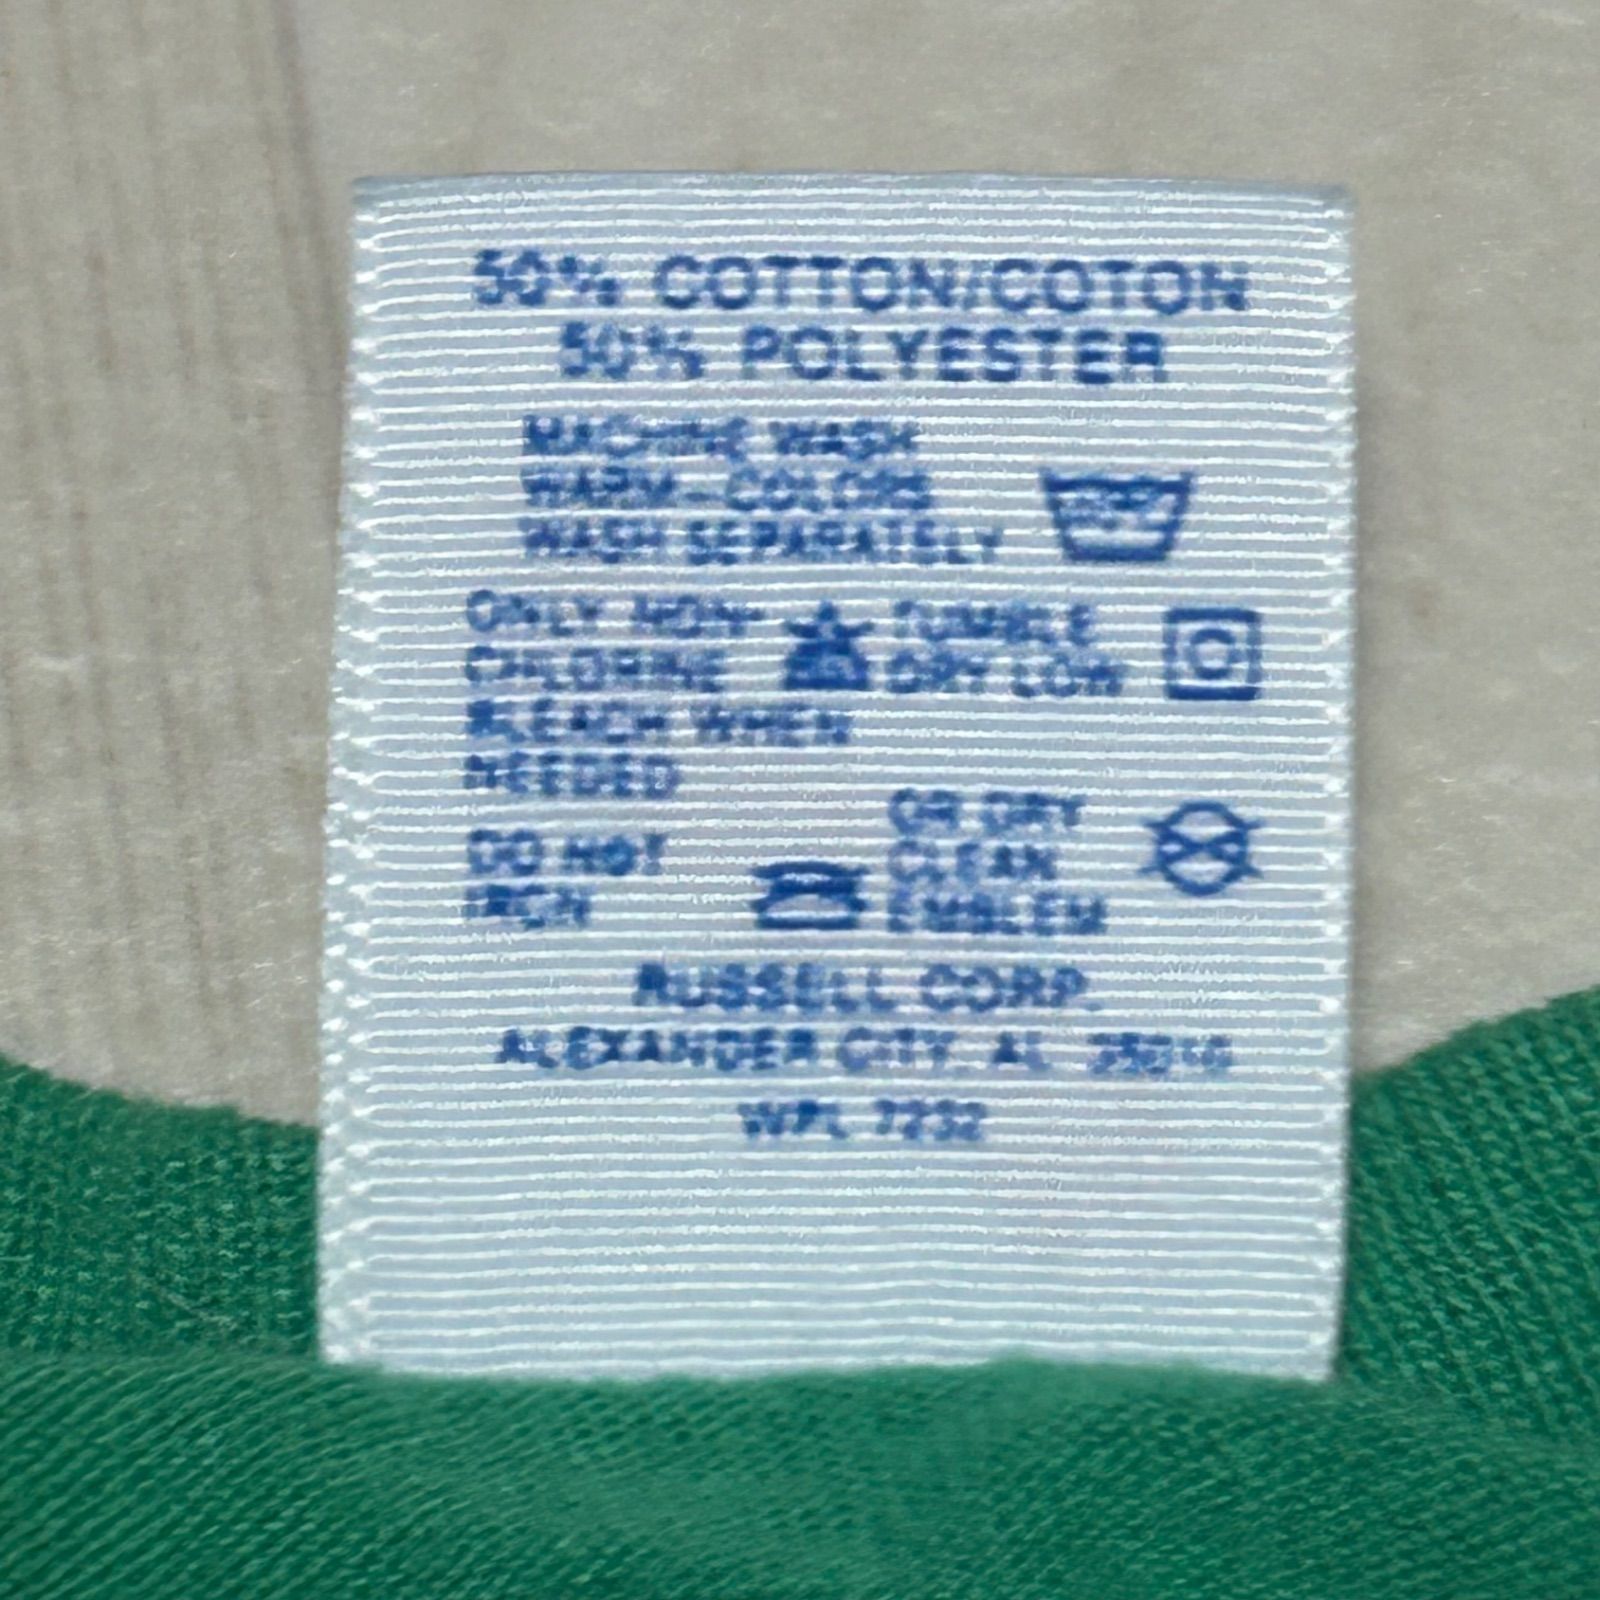 50% COTTON/COTON
50% POLYESTER
MACHINE WASH
WARM - COLORS
WASH SEPARATELY
ONLY NON
CHLORINE
BLEACH WHEN
NEEDED
TUMBLE
DRY LOW
DO NOT
IRON
OR DRY
CLEAN
EMBLEM
RUSSELL CORP.
ALEXANDER CITY, AL
WPL 7232